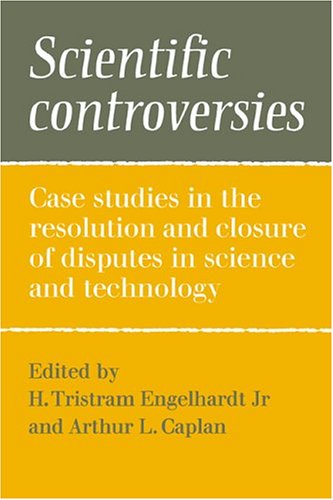 Scientific
controversies
Case studies in the
resolution and closure
of disputes in science
and technology
Edited by
H. Tristram Engelhardt Jr
and Arthur L. Caplan